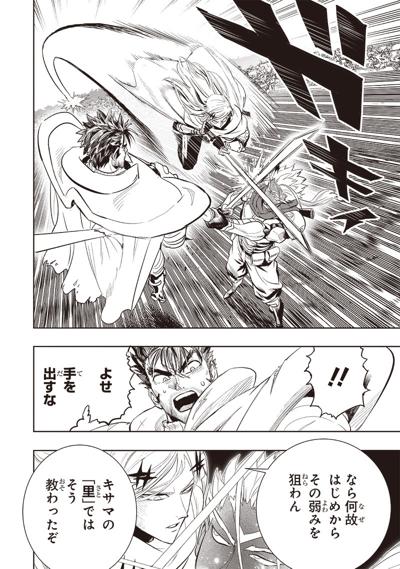 ギィン
!!
よせ
手を
出すな
なら何故
はじめから
その弱みを
狙わん
キサマの
「里」では
そう
教わったぞ